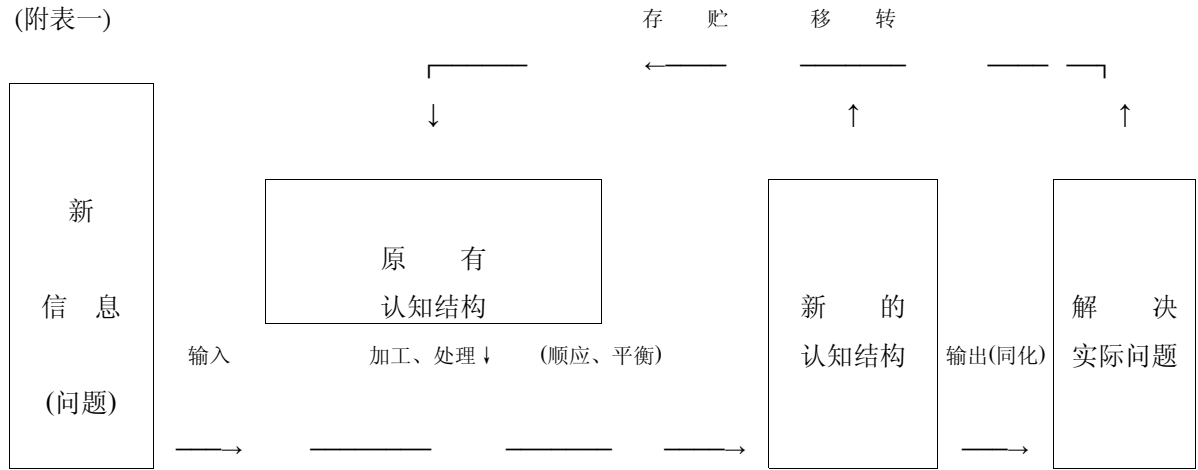 (附表一)
存 贮 移 转
┌───── ←─── ───── ─── ─┐
↓ ↑ ↑
新
信 息
(问题)
输入
原 有
认知结构
加工、处理↓ (顺应、平衡)
新 的
认知结构
输出(同化)
解 决
实际问题
──→ ────── ───── ───→ ──→